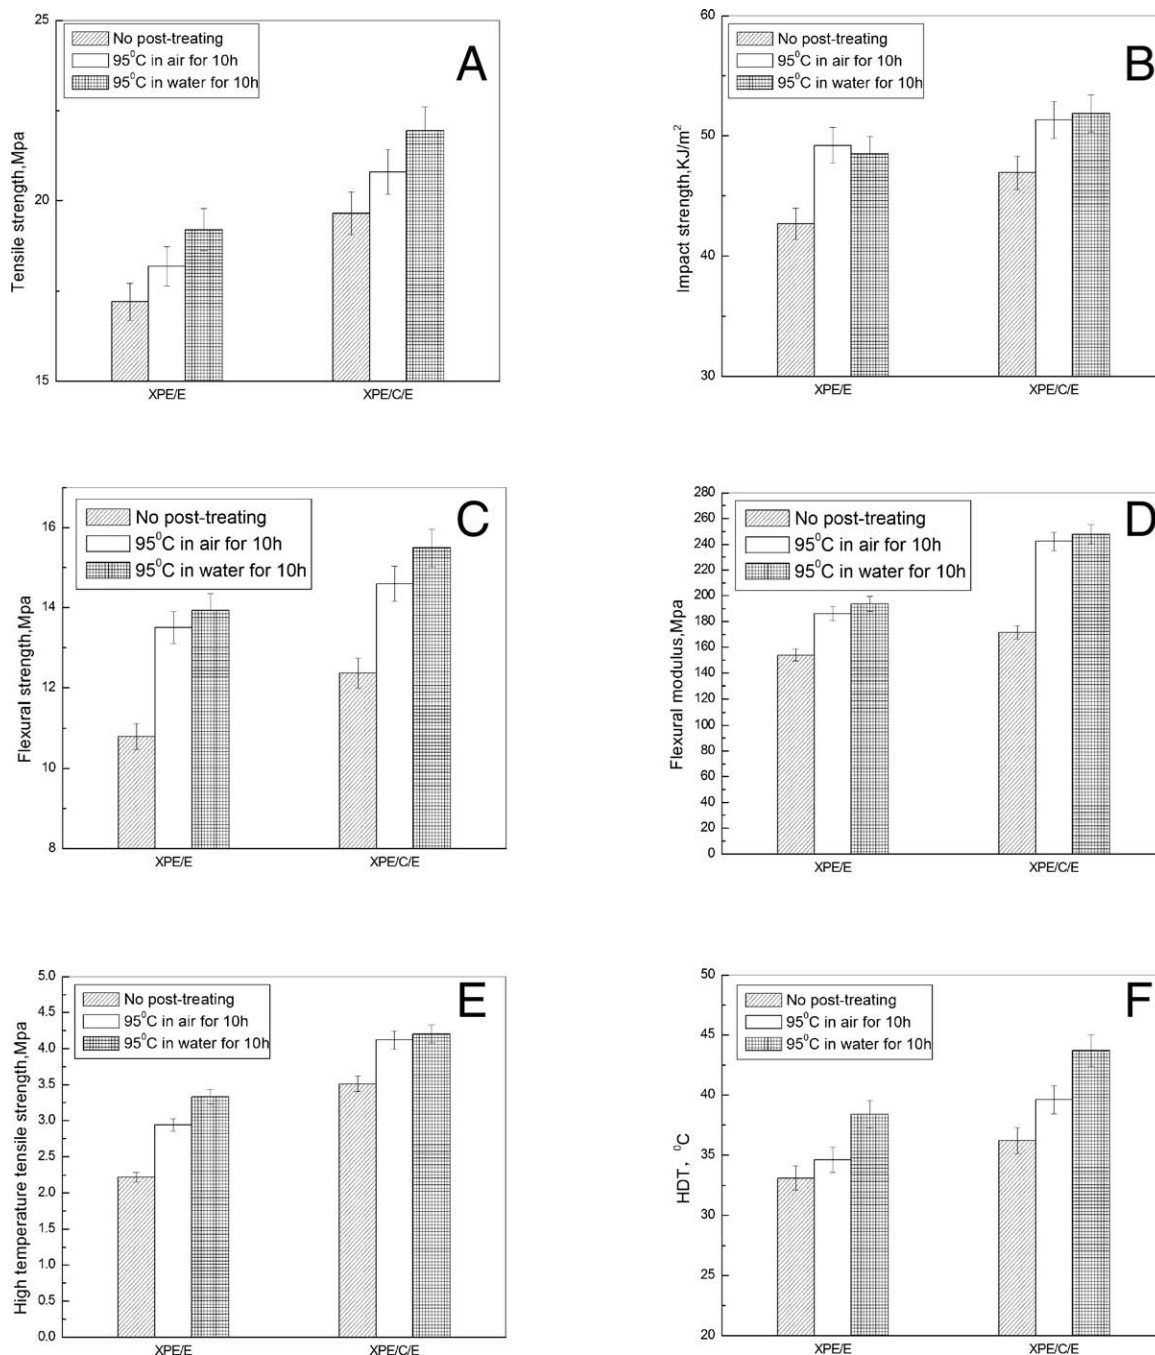 A
25
20
15
Tensile strength,Mpa
No post-treating
95⁰C in air for 10h
95⁰C in water for 10h
XPE/E
XPE/C/E
B
60
50
40
30
Impact strength,KJ/m²
No post-treating
95⁰C in air for 10h
95⁰C in water for 10h
XPE/E
XPE/C/E
C
16
14
12
10
8
Flexural strength,Mpa
No post-treating
95⁰C in air for 10h
95⁰C in water for 10h
XPE/E
XPE/C/E
D
280
260
240
220
200
180
160
140
120
100
80
60
40
20
0
Flexural modulus,Mpa
No post-treating
95⁰C in air for 10h
95⁰C in water for 10h
XPE/E
XPE/C/E
E
5.0
4.5
4.0
3.5
3.0
2.5
2.0
1.5
1.0
0.5
0.0
High temperature tensile strength,Mpa
No post-treating
95⁰C in air for 10h
95⁰C in water for 10h
XPE/E
XPE/C/E
F
50
45
40
35
30
25
20
HDT, ⁰C
No post-treating
95⁰C in air for 10h
95⁰C in water for 10h
XPE/E
XPE/C/E